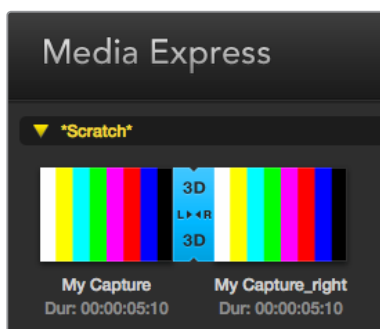 Media Express
*Scratch*
3D
L▶◀R
3D
My Capture
My Capture_right
Dur: 00:00:05:10
Dur: 00:00:05:10